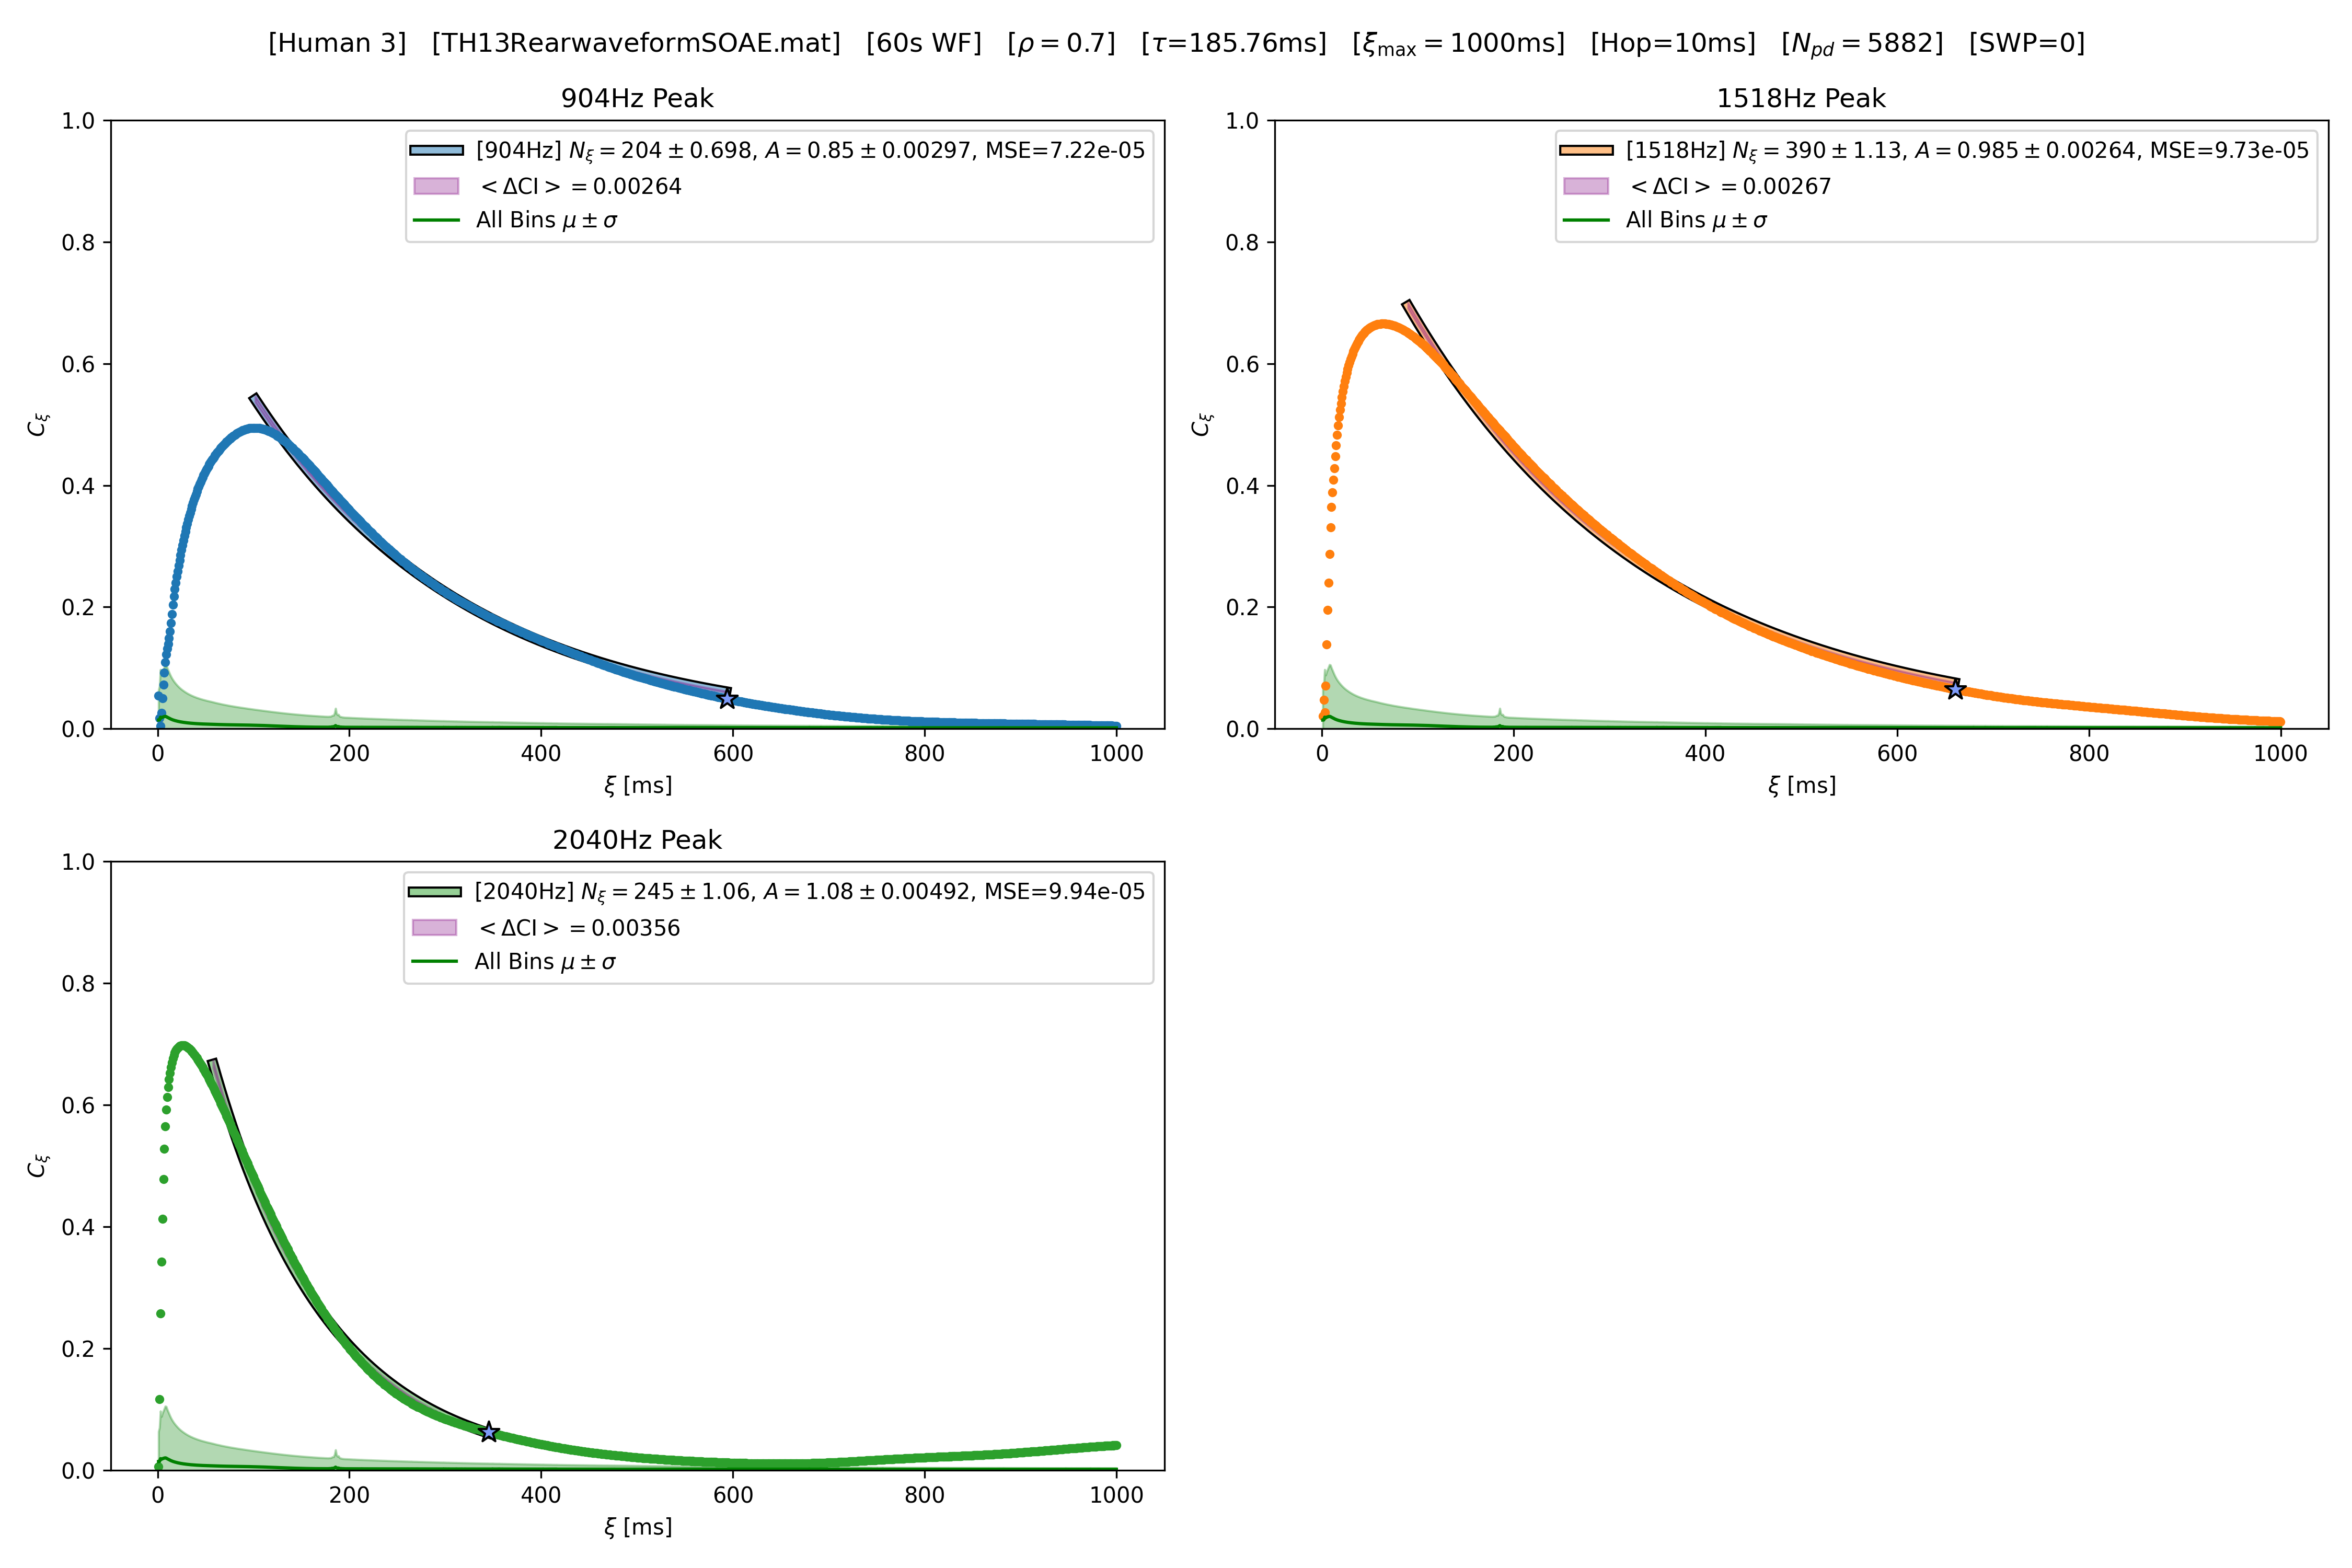 [Human 3] [TH13RearwaveformSOAE.mat] [60s WF] [ρ = 0.7] [τ=185.76ms] [ξmax = 1000ms] [Hop=10ms] [Npd = 5882] [SWP=0]
904Hz Peak
1.0
0.8
0.6
0.4
0.2
0.0
Cξ
[904Hz] Nξ = 204 ± 0.698, A = 0.85 ± 0.00297, MSE=7.22e-05
< ΔCI > = 0.00264
All Bins μ ± σ
0 200 400 600 800 1000
ξ [ms]
1518Hz Peak
1.0
0.8
0.6
0.4
0.2
0.0
Cξ
[1518Hz] Nξ = 390 ± 1.13, A = 0.985 ± 0.00264, MSE=9.73e-05
< ΔCI > = 0.00267
All Bins μ ± σ
0 200 400 600 800 1000
ξ [ms]
2040Hz Peak
1.0
0.8
0.6
0.4
0.2
0.0
Cξ
[2040Hz] Nξ = 245 ± 1.06, A = 1.08 ± 0.00492, MSE=9.94e-05
< ΔCI > = 0.00356
All Bins μ ± σ
0 200 400 600 800 1000
ξ [ms]